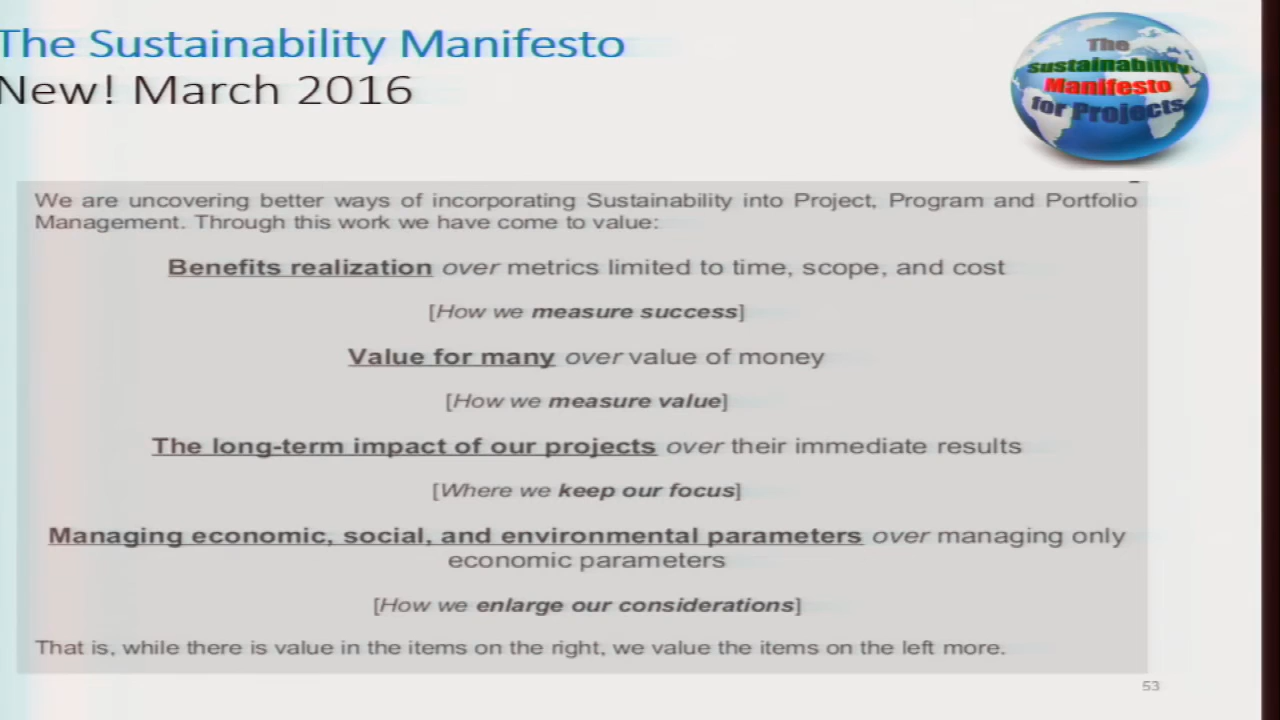 The Sustainability Manifesto
New! March 2016
The
Sustainability
Manifesto
for Projects
We are uncovering better ways of incorporating Sustainability into Project, Program and Portfolio
Management. Through this work we have come to value:
Benefits realization over metrics limited to time, scope, and cost
[How we measure success]
Value for many over value of money
[How we measure value]
The long-term impact of our projects over their immediate results
[Where we keep our focus]
Managing economic, social, and environmental parameters over managing only
economic parameters
[How we enlarge our considerations]
That is, while there is value in the items on the right, we value the items on the left more.
53